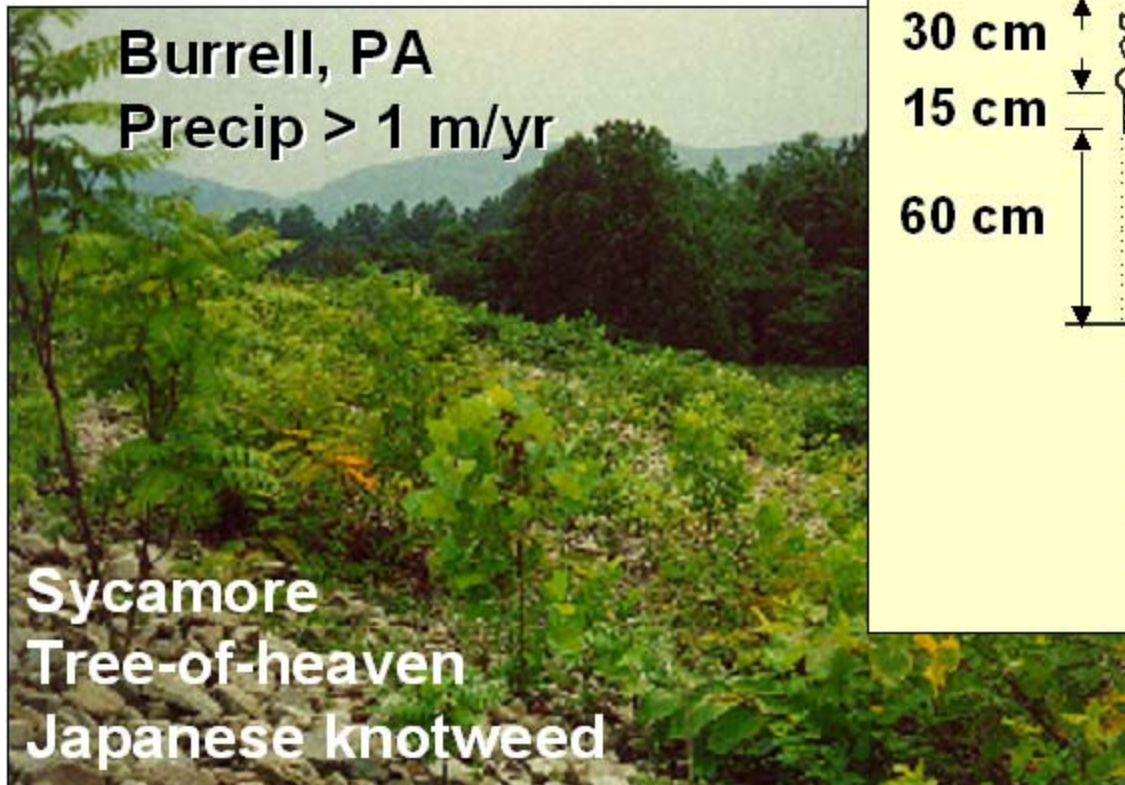 Burrell, PA
Precip > 1 m/yr
30 cm
15 cm
60 cm
Sycamore
Tree-of-heaven
Japanese knotweed